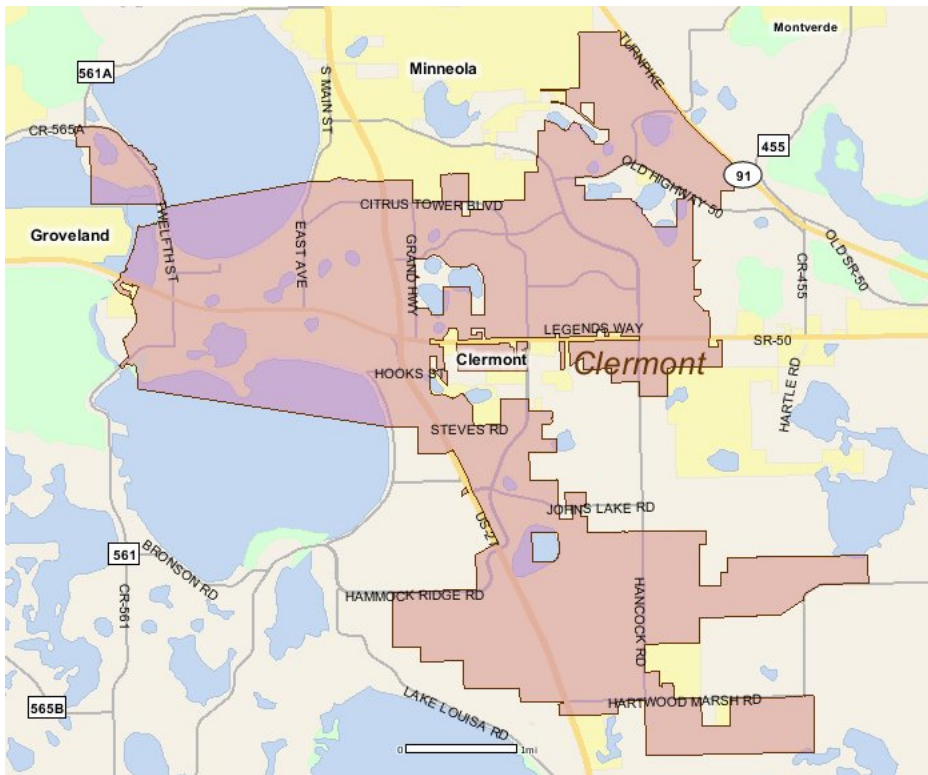 Montverde
TURNPIKE
S MAIN ST
Minneola
561A
CR-565A
455
91
OLD HIGHWAY 50
CITRUS TOWER BLVD
TWELFTH ST
EAST AVE
GRAND HWY
Groveland
OLD SR-50
CR-455
LEGENDS WAY
SR-50
Clermont
Clermont
HOOKS ST
HARTLE RD
STEVES RD
JOHNS LAKE RD
US-2
561
BRONSON RD
CR-561
HAMMOCK RIDGE RD
HANCOCK RD
565B
LAKE LOUISA RD
HARTWOOD MARSH RD
0 1mi